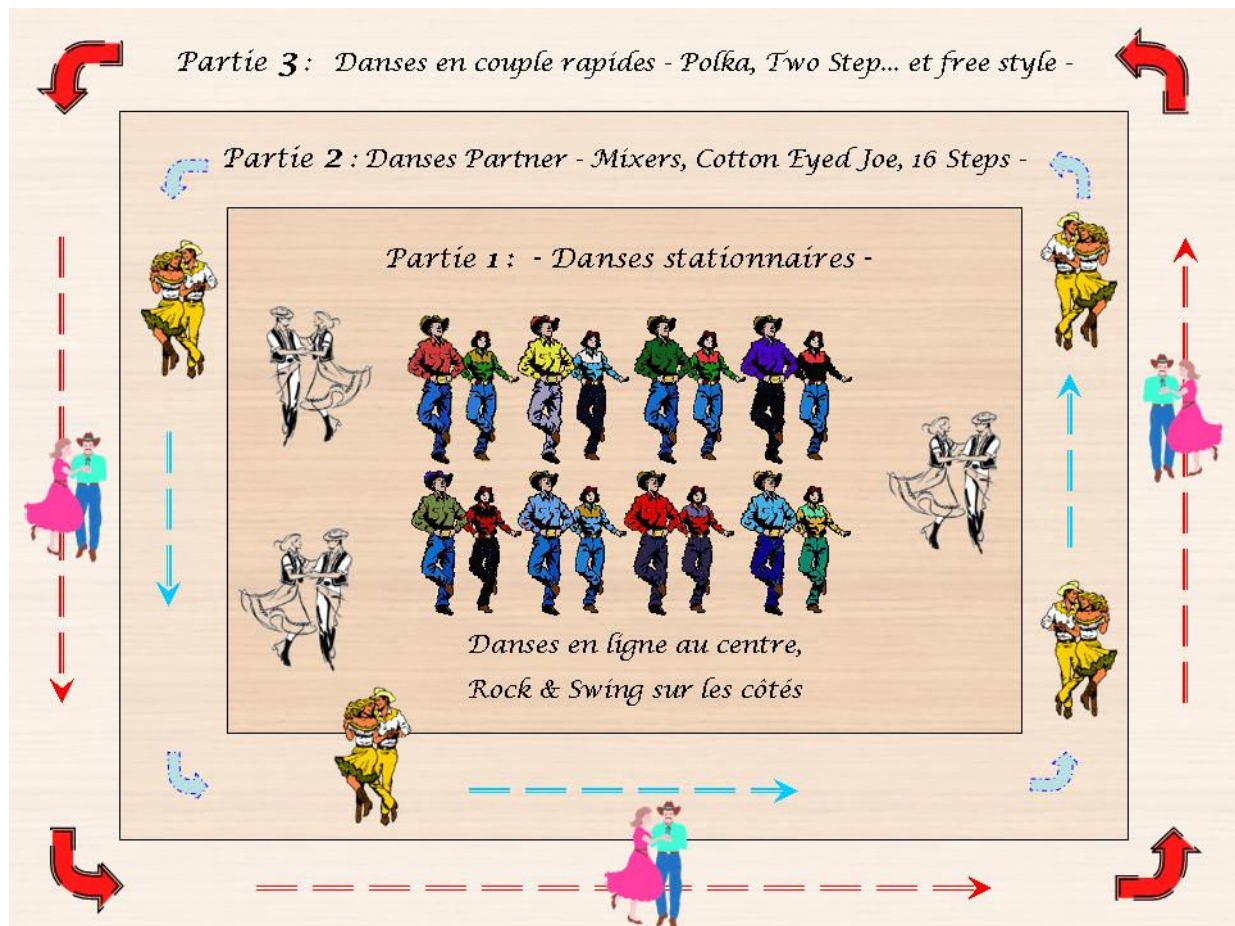 Partie 3 : Danses en couple rapides - Polka, Two Step... et free style -
Partie 2 : Danses Partner - Mixers, Cotton Eyed Joe, 16 Steps -
Partie 1 : - Danses stationnaires -
Danses en ligne au centre,
Rock & Swing sur les côtés